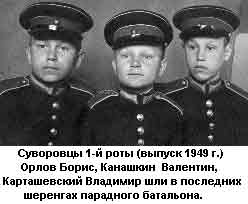 Суворовцы 1-й роты (выпуск 1949 г.)
Орлов Борис, Канашкин Валентин,
Карташевский Владимир шли в последних
шеренгах парадного батальона.